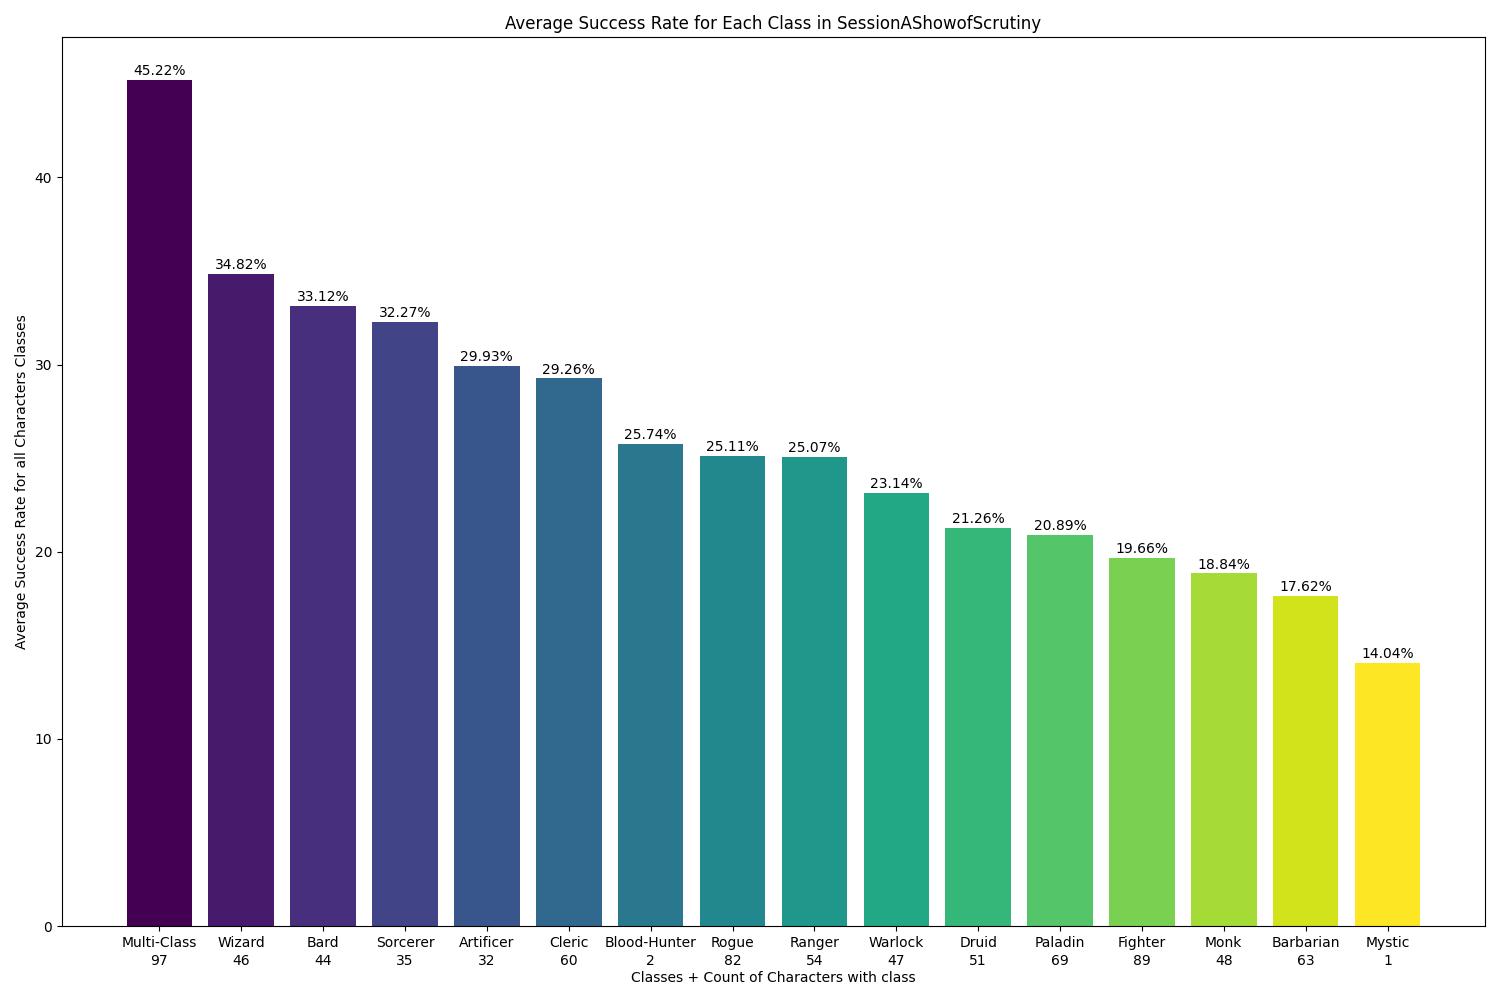 Average Success Rate for Each Class in SessionAShowofScrutiny
Average Success Rate for all Characters Classes
40
30
20
10
0
45.22%
34.82%
33.12%
32.27%
29.93%
29.26%
25.74%
25.11%
25.07%
23.14%
21.26%
20.89%
19.66%
18.84%
17.62%
14.04%
Multi-Class
97
Wizard
46
Bard
44
Sorcerer
35
Artificer
32
Cleric
60
Blood-Hunter
2
Rogue
82
Ranger
54
Warlock
47
Druid
51
Paladin
69
Fighter
89
Monk
48
Barbarian
63
Mystic
1
Classes + Count of Characters with class